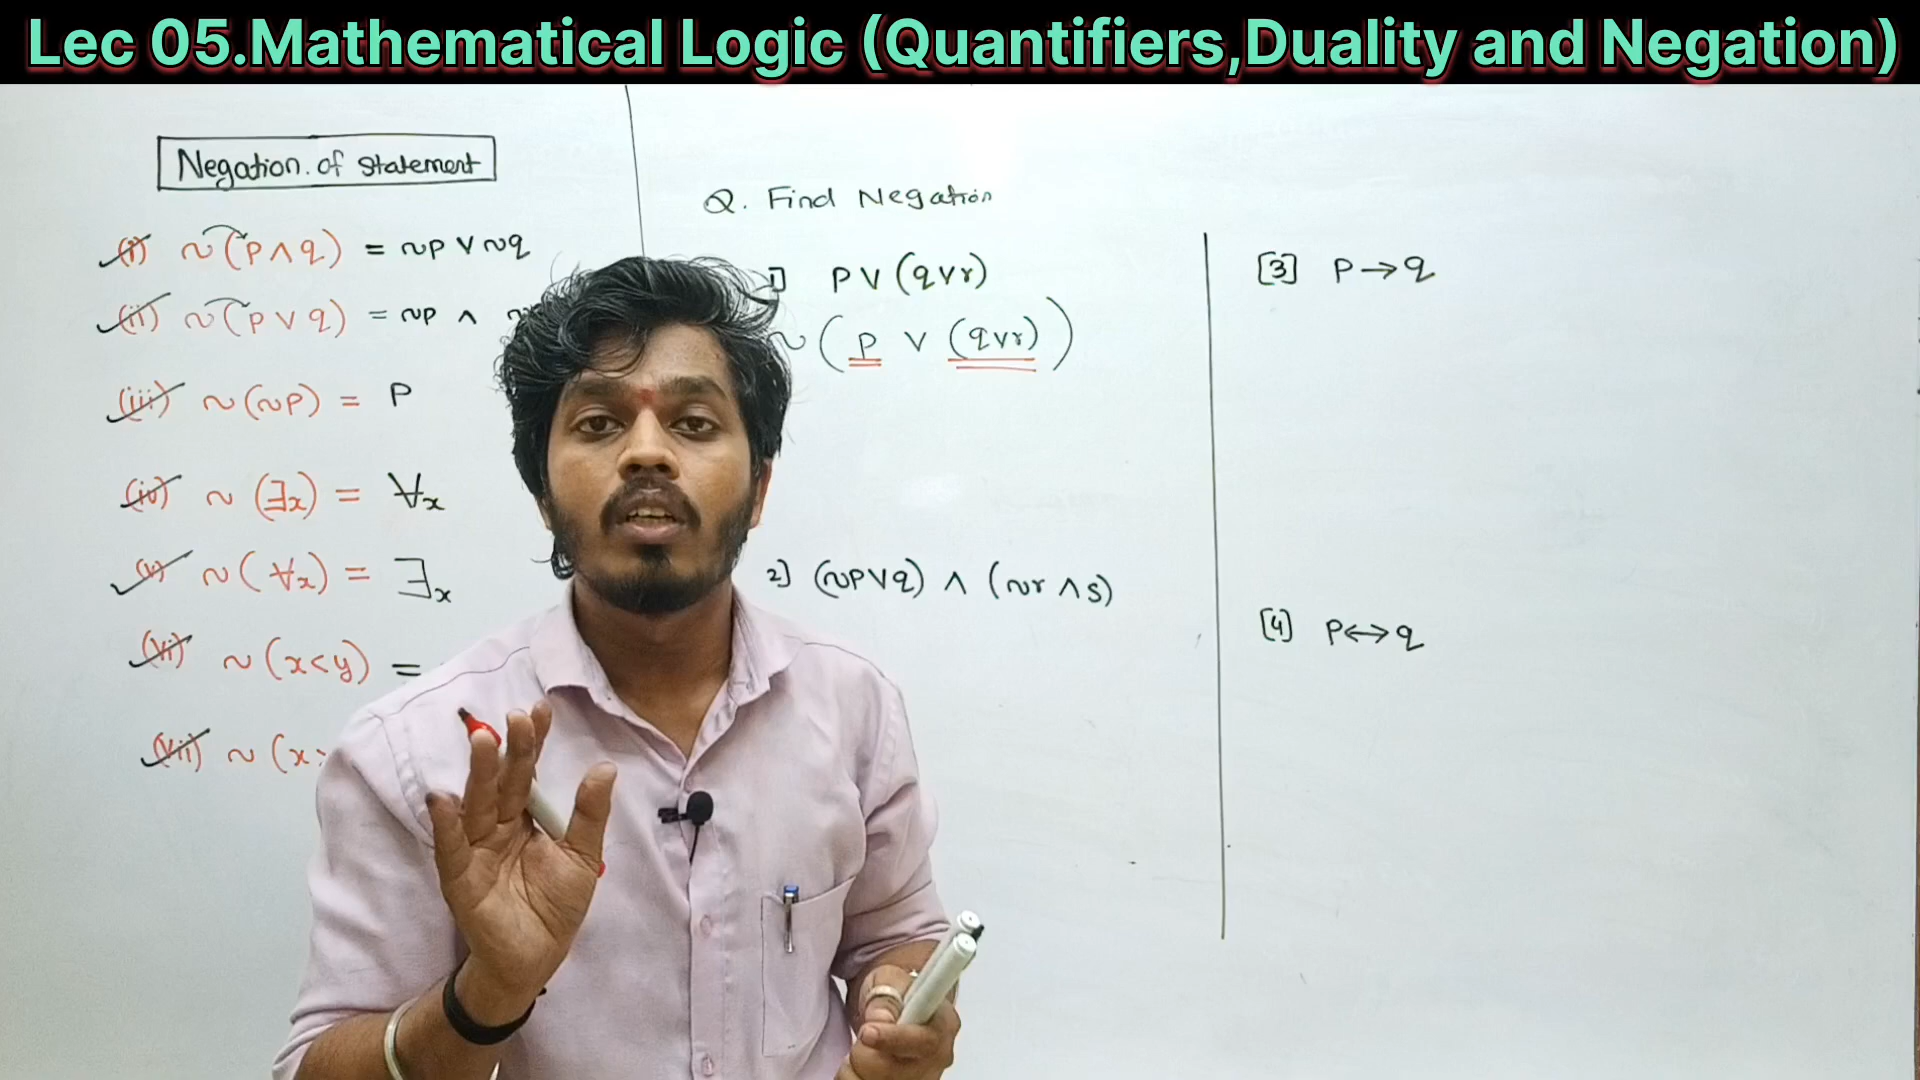 Lec 05.Mathematical Logic (Quantifiers,Duality and Negation)
Negation of Statement
(i) ~(p∧q) = ~p∨~q
(ii) ~(p∨q) = ~p ∧
(iii) ~(~p) = p
(iv) ~(∃x) = ∀x
(v) ~(∀x) = ∃x
(vi) ~(x<y) =
(vii) ~(x>
Q. Find Negation
1] p∨(q∨r)
~(p ∨ (q∨r))
2] (~p∨q) ∧ (~r∧s)
[3] p→q
[4] p↔q